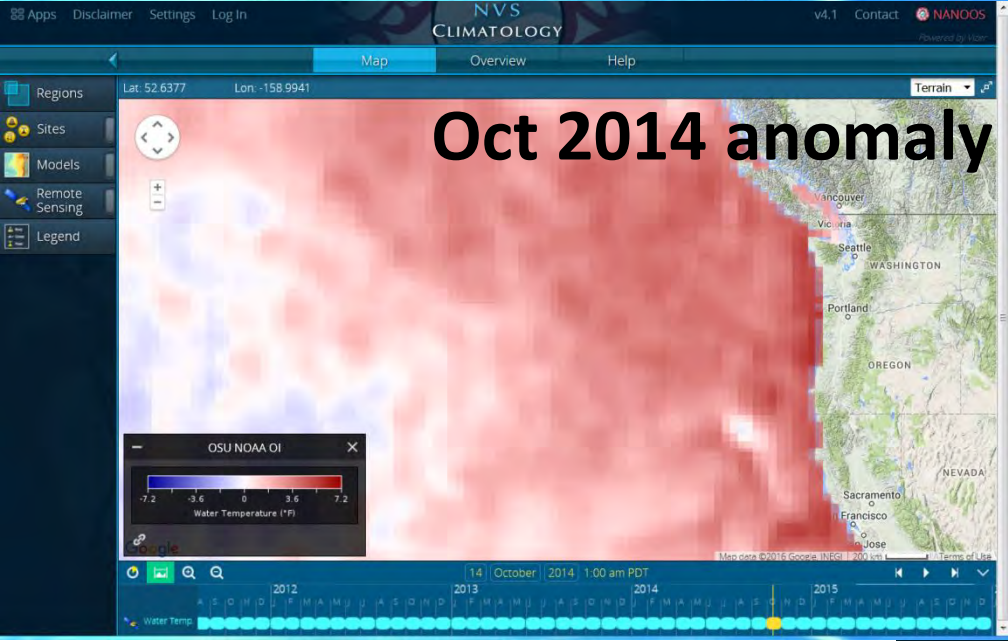 Apps Disclaimer Settings Log In
NVS
CLIMATOLOGY
v4.1 Contact NANOOS
Powered by Vizer
Map Overview Help
Regions
Sites
Models
Remote
Sensing
Legend
Lat: 52.6377 Lon: -158.9941
Terrain
Oct 2014 anomaly
+
−
Vancouver
Victoria
Seattle
WASHINGTON
Portland
OREGON
NEVADA
Sacramento
Francisco
Jose
− OSU NOAA OI ×
-7.2 -3.6 0 3.6 7.2
Water Temperature (°F)
Google
Map data ©2016 Google, INEGI 200 km Terms of Use
14 October 2014 1:00 am PDT
2012 2013 2014 2015
A S O N D J F M A M J J A S O N D J F M A M J J A S O N D J F M A M J J A S O N D J F M A M J J A S O N D
Water Temp.